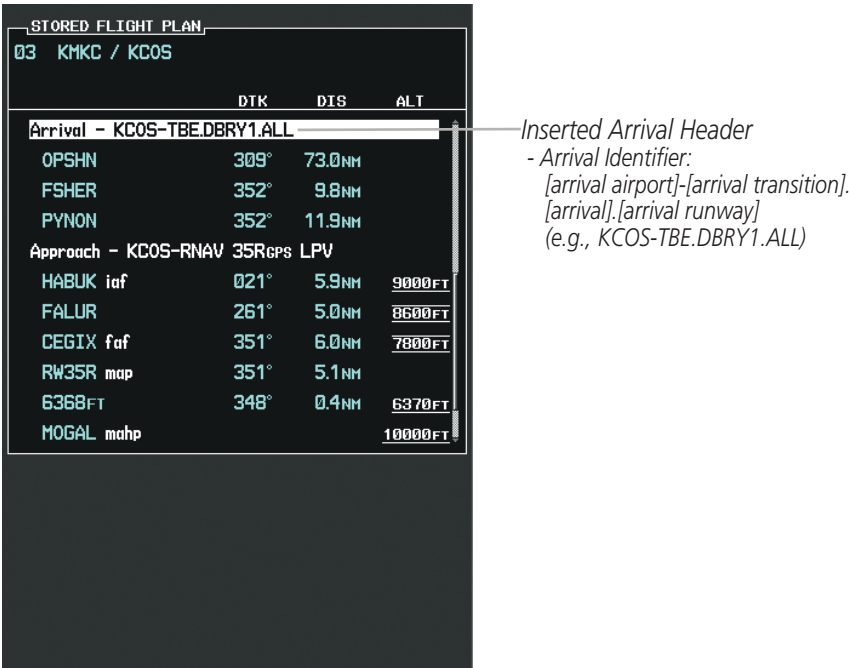 STORED FLIGHT PLAN
03 KMKC / KCOS
DTK DIS ALT
Arrival – KCOS-TBE.DBRY1.ALL
OPSHN 309° 73.0NM
FSHER 352° 9.8NM
PYNON 352° 11.9NM
Approach – KCOS-RNAV 35RGPS LPV
HABUK iaf 021° 5.9NM 9000FT
FALUR 261° 5.0NM 8600FT
CEGIX faf 351° 6.0NM 7800FT
RW35R map 351° 5.1NM
6368FT 348° 0.4NM 6370FT
MOGAL mahp 10000FT
Inserted Arrival Header
- Arrival Identifier:
[arrival airport]-[arrival transition].
[arrival].[arrival runway]
(e.g., KCOS-TBE.DBRY1.ALL)